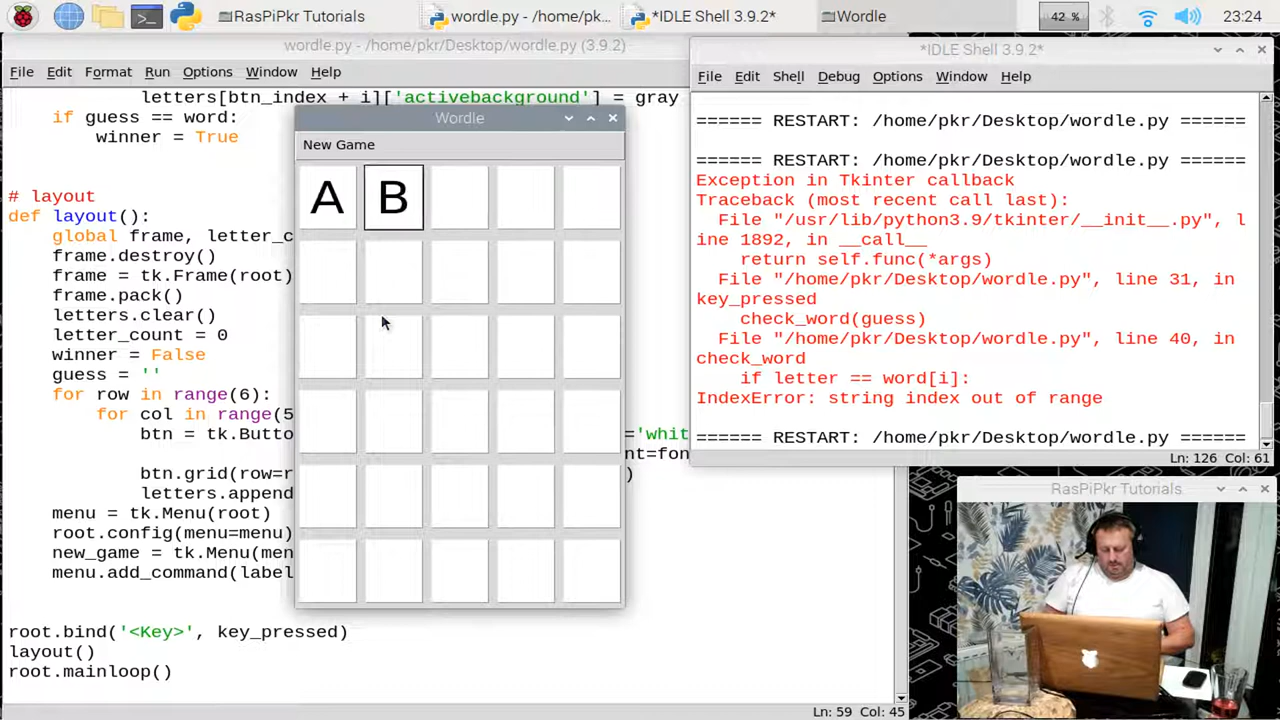 RasPiPkr Tutorials
wordle.py - /home/pk...
*IDLE Shell 3.9.2*
Wordle
42 %
23:24
wordle.py - /home/pkr/Desktop/wordle.py (3.9.2)
File Edit Format Run Options Window Help
letters[btn_index + i]['activebackground'] = gray
if guess == word:
winner = True
# layout
def layout():
global frame, letter_c
frame.destroy()
frame = tk.Frame(root)
frame.pack()
letters.clear()
letter_count = 0
winner = False
guess = ''
for row in range(6):
for col in range(5
btn = tk.Butto
='whit
nt=fon
btn.grid(row=r
)
letters.append
menu = tk.Menu(root)
root.config(menu=menu)
new_game = tk.Menu(men
menu.add_command(label
root.bind('<Key>', key_pressed)
layout()
root.mainloop()
Ln: 59 Col: 45
Wordle
New Game
A B
*IDLE Shell 3.9.2*
File Edit Shell Debug Options Window Help
====== RESTART: /home/pkr/Desktop/wordle.py ======
====== RESTART: /home/pkr/Desktop/wordle.py ======
Exception in Tkinter callback
Traceback (most recent call last):
File "/usr/lib/python3.9/tkinter/__init__.py", l
ine 1892, in __call__
return self.func(*args)
File "/home/pkr/Desktop/wordle.py", line 31, in
key_pressed
check_word(guess)
File "/home/pkr/Desktop/wordle.py", line 40, in
check_word
if letter == word[i]:
IndexError: string index out of range
====== RESTART: /home/pkr/Desktop/wordle.py ======
Ln: 126 Col: 61
RasPiPkr Tutorials